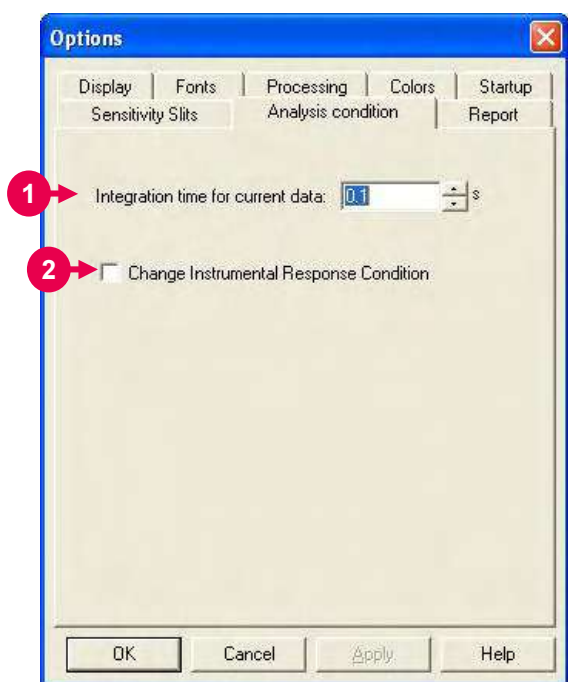 Options
Display Fonts Processing Colors Startup
Sensitivity Slits Analysis condition Report
1 Integration time for current data: 0.1 s
2 Change Instrumental Response Condition
OK Cancel Apply Help